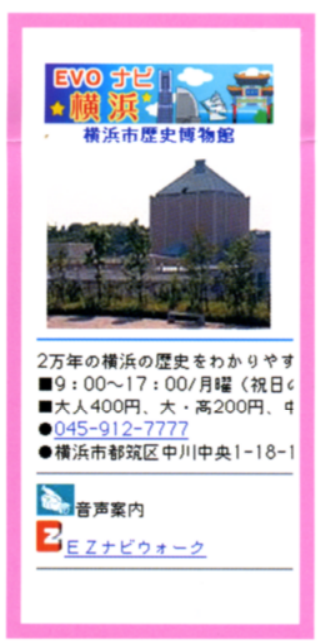 EVO ナビ
横浜
横浜市歴史博物館
2万年の横浜の歴史をわかりやす
■9：00～17：00/月曜（祝日の
■大人400円、大・高200円、中
●045-912-7777
●横浜市都筑区中川中央1-18-1
音声案内
EZナビウォーク